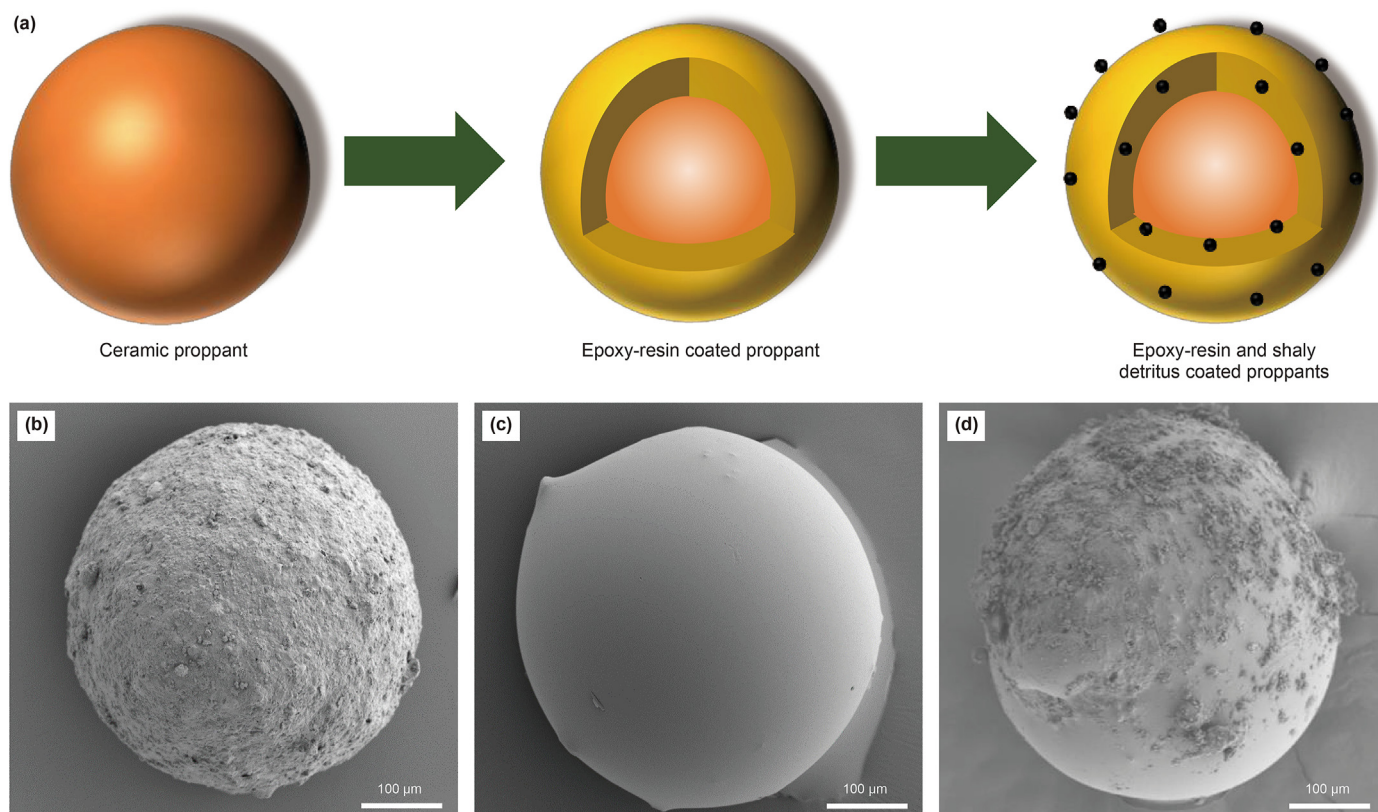 (a)
Ceramic proppant
Epoxy-resin coated proppant
Epoxy-resin and shaly
detritus coated proppants
(b)
100 μm
(c)
100 μm
(d)
100 μm